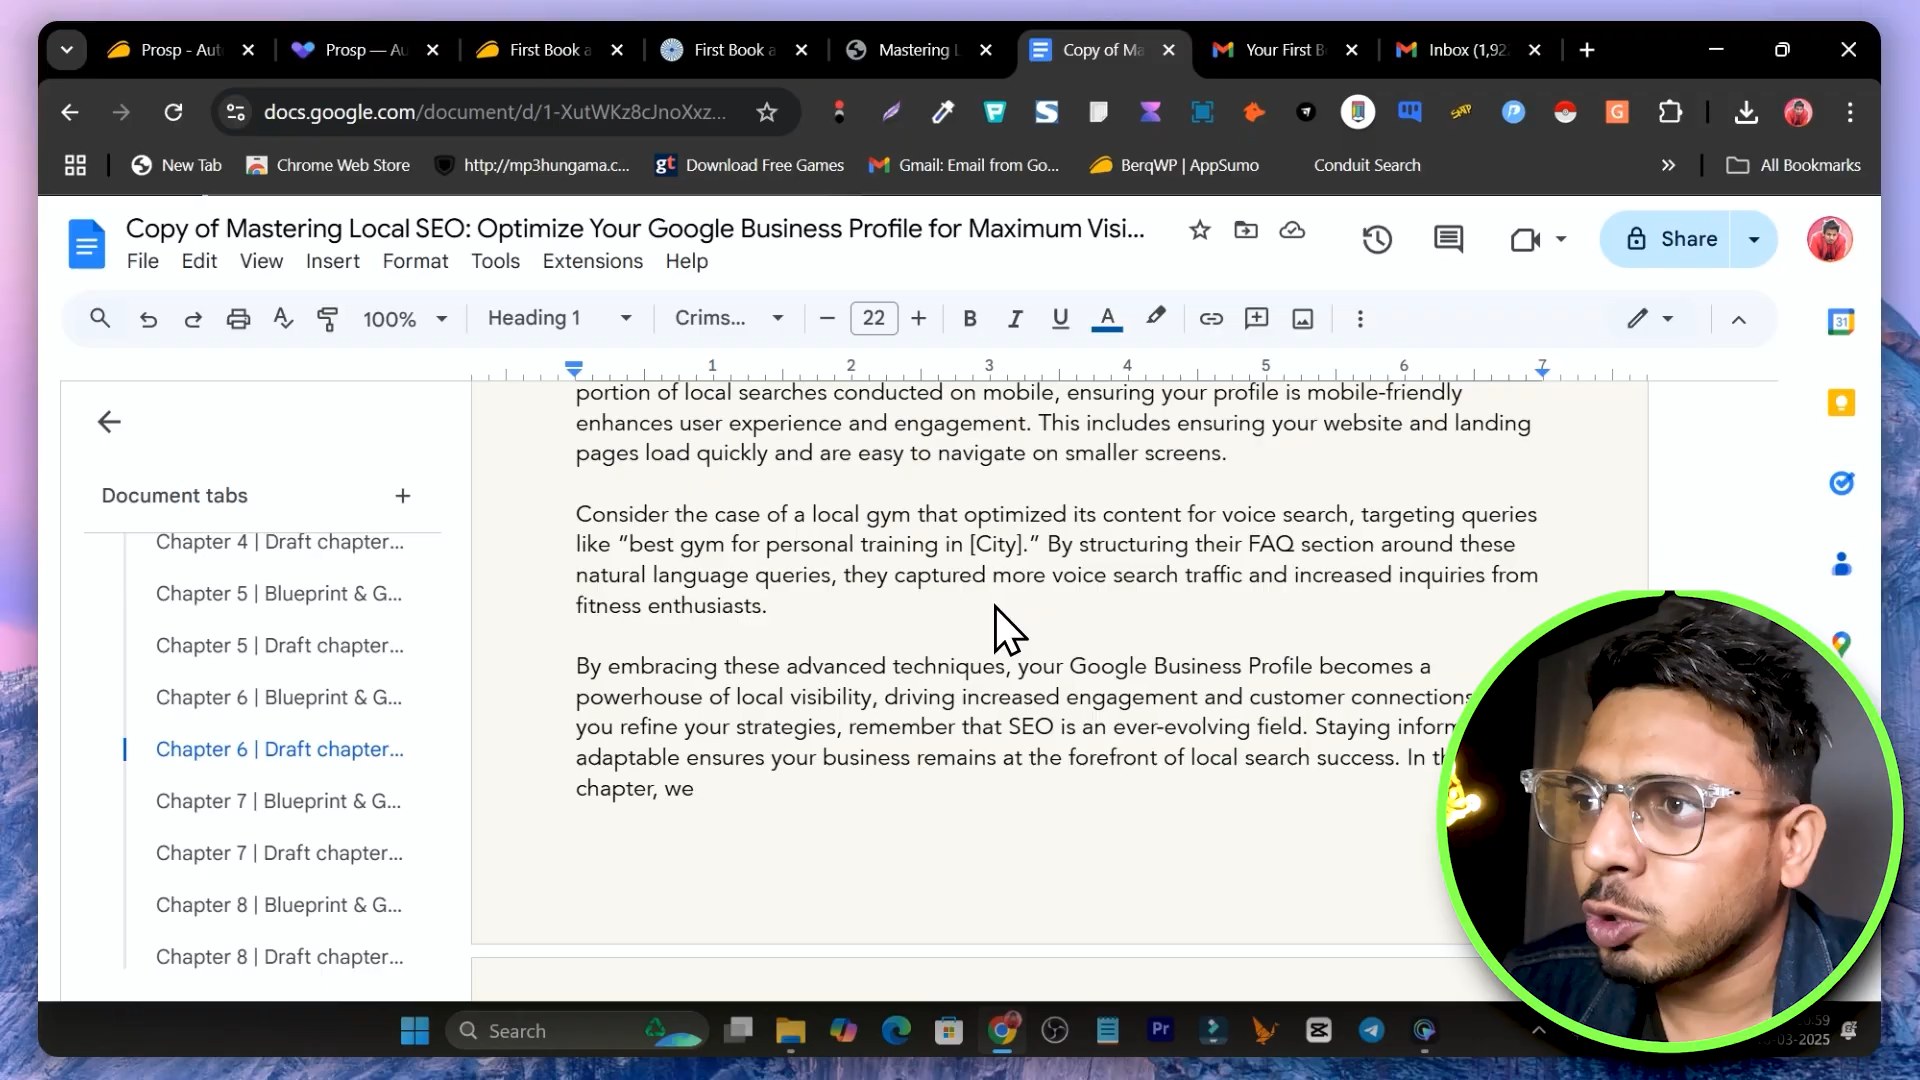 Prosp - Aut
Prosp — Au
First Book a
First Book a
Mastering L
Copy of Ma
Your First B
Inbox (1,92
docs.google.com/document/d/1-XutWKz8cJnoXxz...
New Tab
Chrome Web Store
http://mp3hungama.c...
Download Free Games
Gmail: Email from Go...
BerqWP | AppSumo
Conduit Search
All Bookmarks
Copy of Mastering Local SEO: Optimize Your Google Business Profile for Maximum Visi...
File Edit View Insert Format Tools Extensions Help
Share
100%
Heading 1
Crims...
22
1 2 3 4 5 6 7
Document tabs
Chapter 4 | Draft chapter...
Chapter 5 | Blueprint & G...
Chapter 5 | Draft chapter...
Chapter 6 | Blueprint & G...
Chapter 6 | Draft chapter...
Chapter 7 | Blueprint & G...
Chapter 7 | Draft chapter...
Chapter 8 | Blueprint & G...
Chapter 8 | Draft chapter...
portion of local searches conducted on mobile, ensuring your profile is mobile-friendly
enhances user experience and engagement. This includes ensuring your website and landing
pages load quickly and are easy to navigate on smaller screens.
Consider the case of a local gym that optimized its content for voice search, targeting queries
like “best gym for personal training in [City].” By structuring their FAQ section around these
natural language queries, they captured more voice search traffic and increased inquiries from
fitness enthusiasts.
By embracing these advanced techniques, your Google Business Profile becomes a
powerhouse of local visibility, driving increased engagement and customer connections
you refine your strategies, remember that SEO is an ever-evolving field. Staying inform
adaptable ensures your business remains at the forefront of local search success. In th
chapter, we
Search